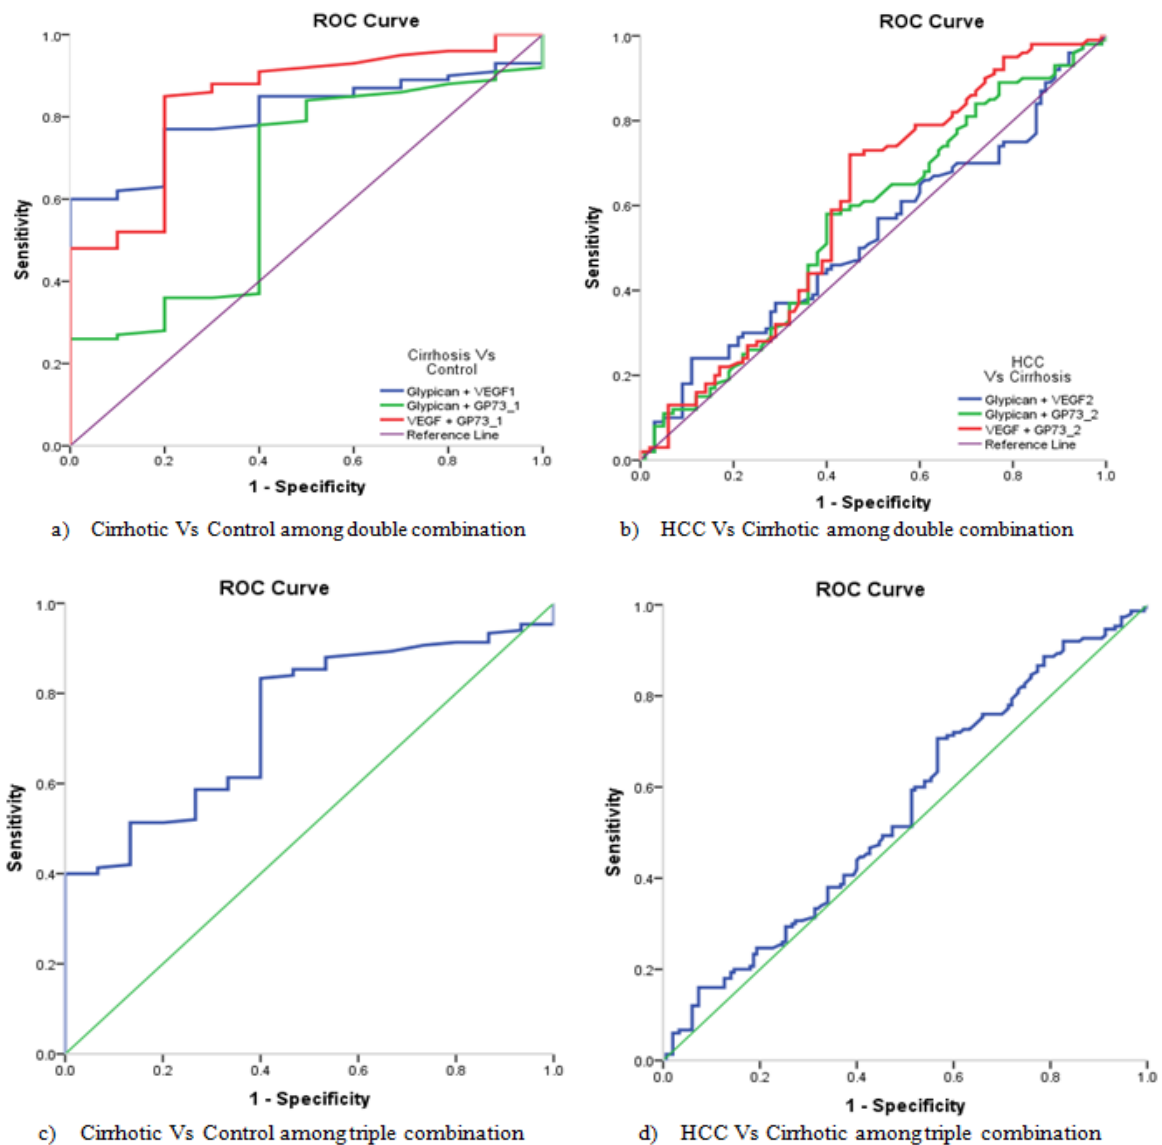 ROC Curve
1.0
0.8
0.6
0.4
0.2
0.0
Sensitivity
0.0 0.2 0.4 0.6 0.8 1.0
1 - Specificity
Cirrhosis Vs
Control
Glypican + VEGF1
Glypican + GP73_1
VEGF + GP73_1
Reference Line
a) Cirrhotic Vs Control among double combination
ROC Curve
1.0
0.8
0.6
0.4
0.2
0.0
Sensitivity
0.0 0.2 0.4 0.6 0.8 1.0
1 - Specificity
HCC
Vs Cirrhosis
Glypican + VEGF2
Glypican + GP73_2
VEGF + GP73_2
Reference Line
b) HCC Vs Cirrhotic among double combination
ROC Curve
1.0
0.8
0.6
0.4
0.2
0.0
Sensitivity
0.0 0.2 0.4 0.6 0.8 1.0
1 - Specificity
c) Cirrhotic Vs Control among triple combination
ROC Curve
1.0
0.8
0.6
0.4
0.2
0.0
Sensitivity
0.0 0.2 0.4 0.6 0.8 1.0
1 - Specificity
d) HCC Vs Cirrhotic among triple combination